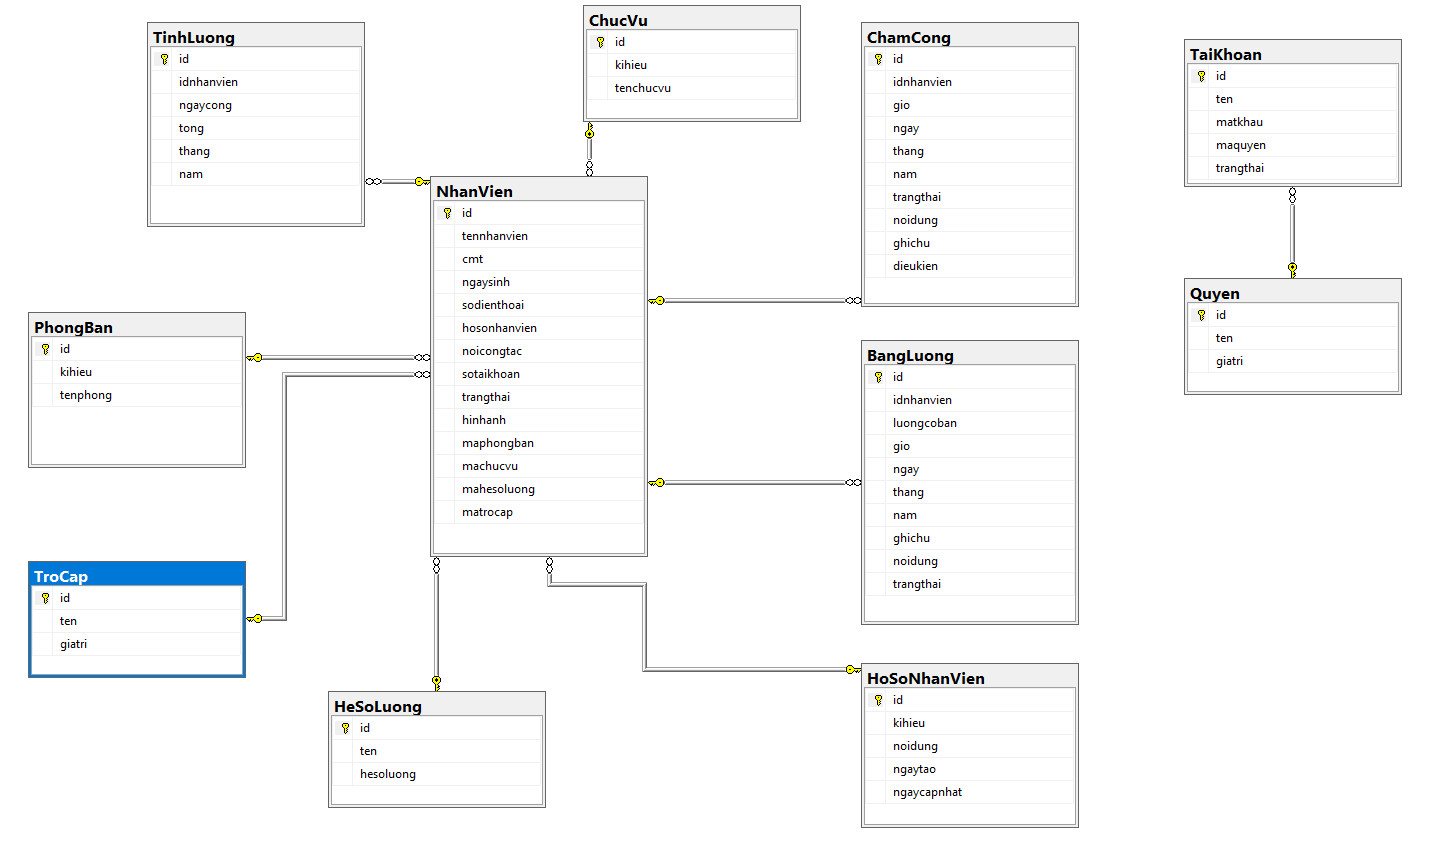 TinhLuong
id
idnhanvien
ngaycong
tong
thang
nam
ChucVu
id
kihieu
tenchucvu
ChamCong
id
idnhanvien
gio
ngay
thang
nam
trangthai
noidung
ghichu
dieukien
TaiKhoan
id
ten
matkhau
maquyen
trangthai
NhanVien
id
tennhanvien
cmt
ngaysinh
sodienthoai
hosonhanvien
noicongtac
sotaikhoan
trangthai
hinhanh
maphongban
machucvu
mahesoluong
matrocap
Quyen
id
ten
giatri
PhongBan
id
kihieu
tenphong
BangLuong
id
idnhanvien
luongcoban
gio
ngay
thang
nam
ghichu
noidung
trangthai
TroCap
id
ten
giatri
HeSoLuong
id
ten
hesoluong
HoSoNhanVien
id
kihieu
noidung
ngaytao
ngaycapnhat